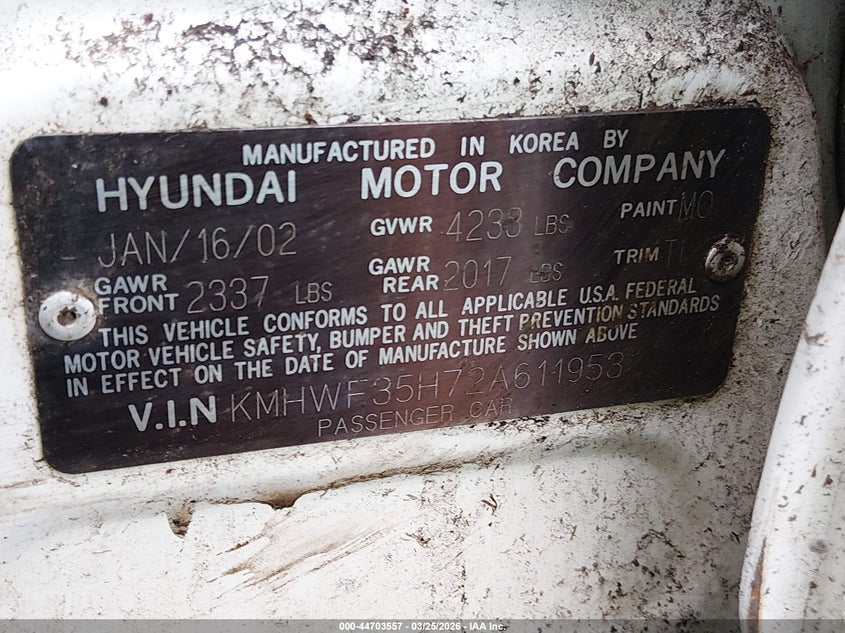 MANUFACTURED IN KOREA BY
HYUNDAI MOTOR COMPANY
JAN/16/02 GVWR 4233 LBS PAINT MO
GAWR FRONT 2337 LBS GAWR REAR 2017 LBS TRIM TI
THIS VEHICLE CONFORMS TO ALL APPLICABLE U.S.A. FEDERAL
MOTOR VEHICLE SAFETY, BUMPER AND THEFT PREVENTION STANDARDS
IN EFFECT ON THE DATE OF MANUFACTURE SHOWN ABOVE
V.I.N KMHWF35H72A611953
PASSENGER CAR
000-44703557 - 03/25/2026 - IAA Inc.